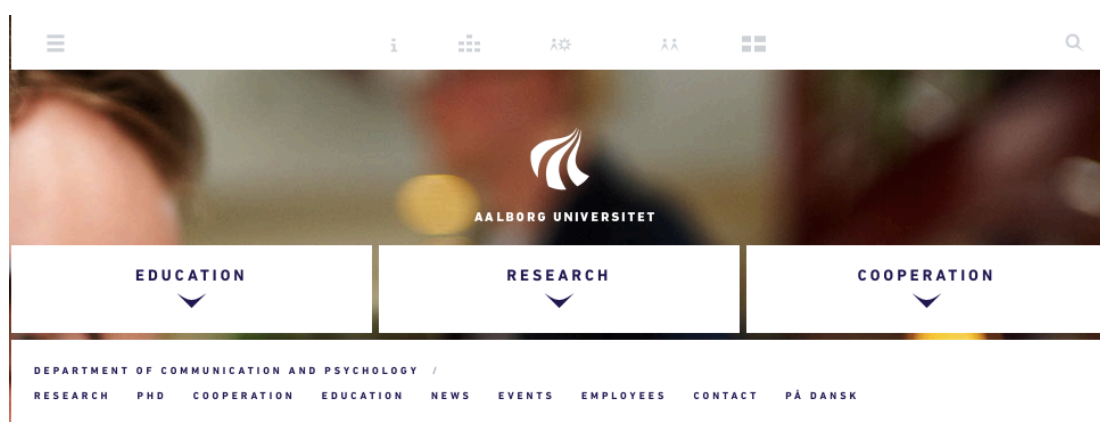 AALBORG UNIVERSITET
EDUCATION RESEARCH COOPERATION
DEPARTMENT OF COMMUNICATION AND PSYCHOLOGY /
RESEARCH PHD COOPERATION EDUCATION NEWS EVENTS EMPLOYEES CONTACT PÅ DANSK